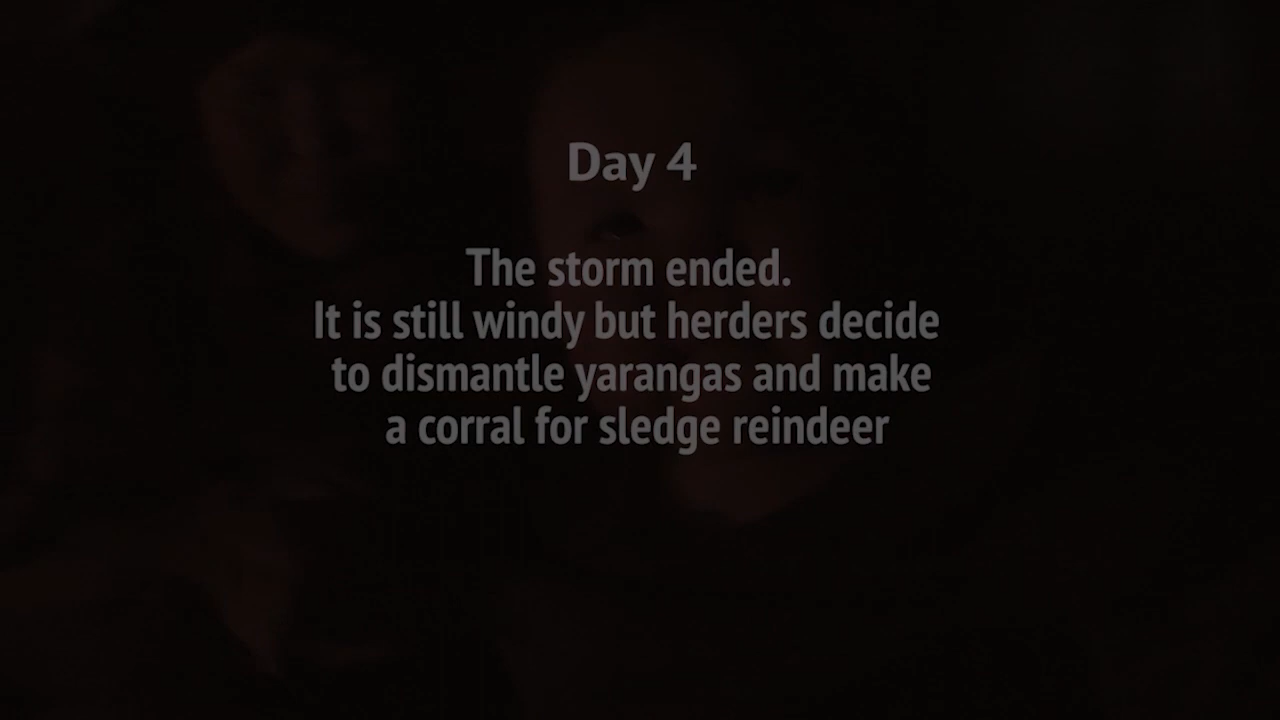 Day 4
The storm ended.
It is still windy but herders decide
to dismantle yarangas and make
a corral for sledge reindeer